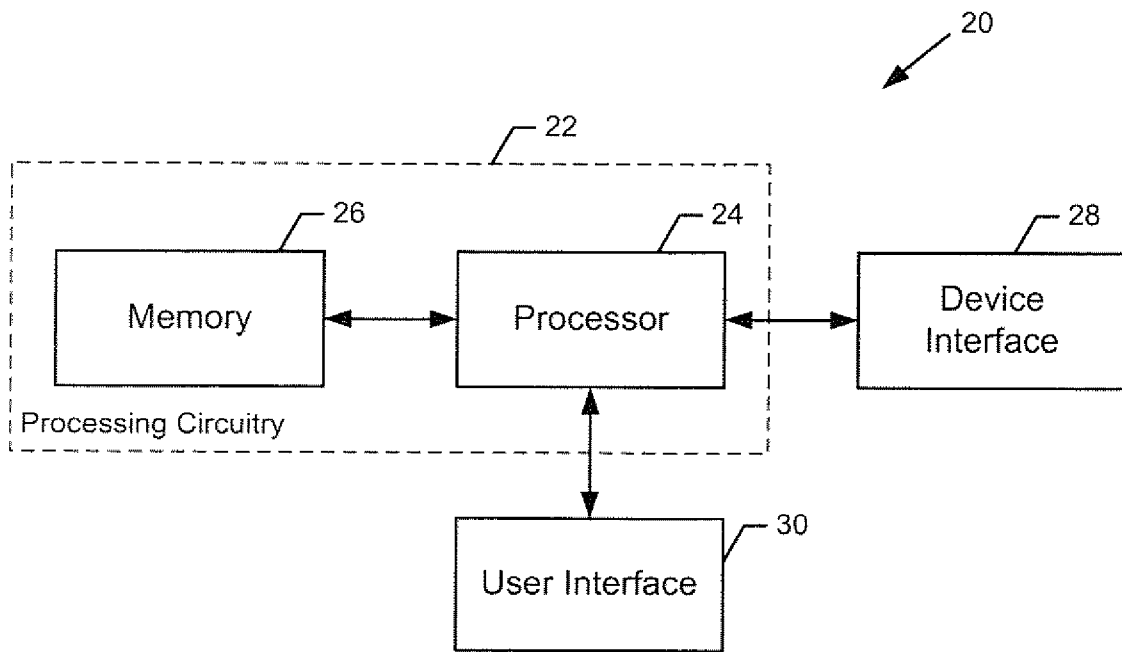 20
22
26
24
28
Memory
Processor
Device
Interface
Processing Circuitry
30
User Interface